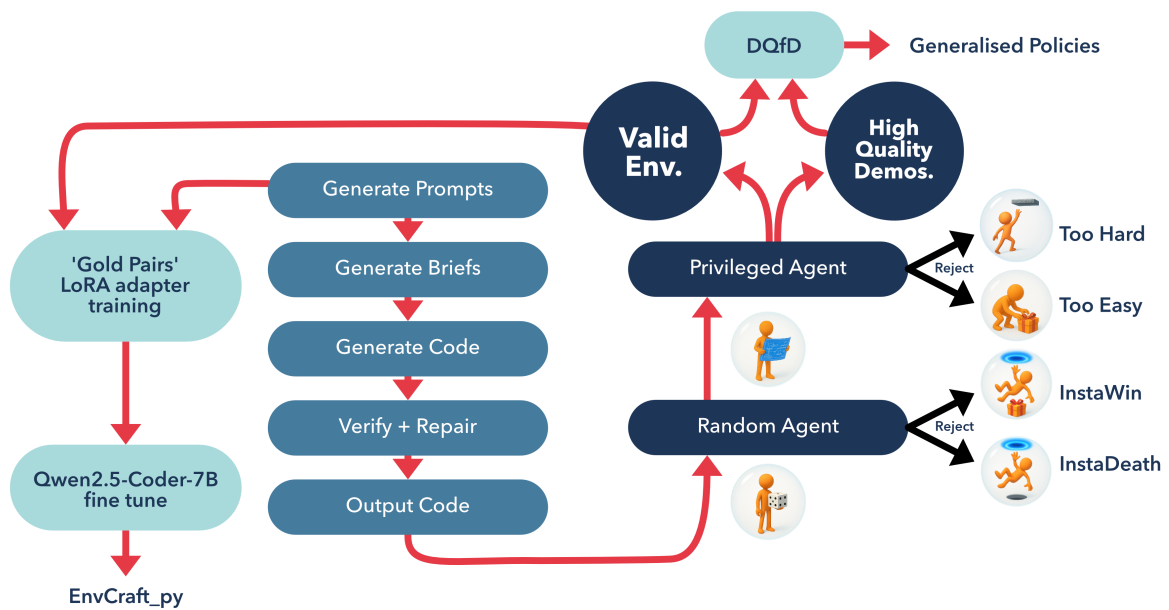 DQfD
Generalised Policies
Valid
Env.
High
Quality
Demos.
Generate Prompts
Generate Briefs
Generate Code
Verify + Repair
Output Code
'Gold Pairs'
LoRA adapter
training
Qwen2.5-Coder-7B
fine tune
EnvCraft_py
Privileged Agent
Reject
Too Hard
Too Easy
Random Agent
Reject
InstaWin
InstaDeath